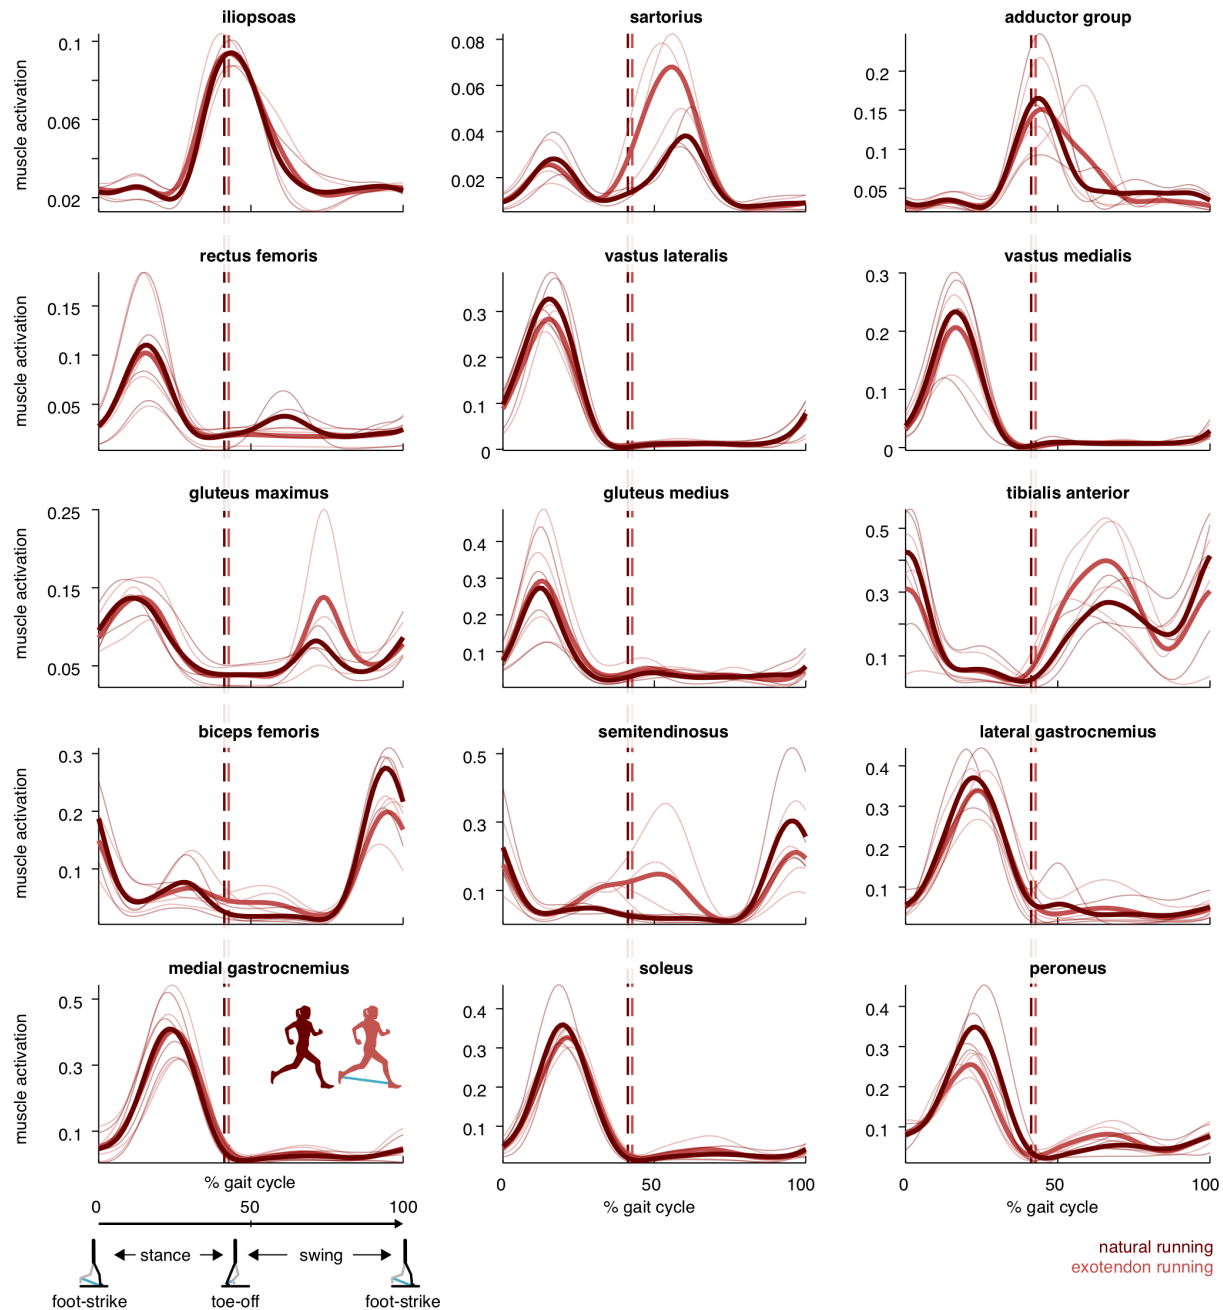 iliopsoas
sartorius
adductor group
muscle activation
0.1
0.06
0.02
0.08
0.06
0.04
0.02
0.2
0.15
0.1
0.05
rectus femoris
vastus lateralis
vastus medialis
muscle activation
0.15
0.1
0.05
0.3
0.2
0.1
0
0.3
0.2
0.1
0
gluteus maximus
gluteus medius
tibialis anterior
muscle activation
0.25
0.15
0.05
0.4
0.3
0.2
0.1
0.5
0.3
0.1
biceps femoris
semitendinosus
lateral gastrocnemius
muscle activation
0.3
0.2
0.1
0.5
0.3
0.1
0.4
0.3
0.2
0.1
medial gastrocnemius
soleus
peroneus
muscle activation
0.5
0.3
0.1
0.4
0.3
0.2
0.1
0.4
0.3
0.2
0.1
% gait cycle
0 50 100
0 50 100
% gait cycle
0 50 100
% gait cycle
stance
swing
foot-strike
toe-off
foot-strike
natural running
exotendon running